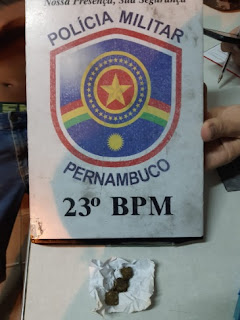 Nossa Presença, Sua Segurança
POLÍCIA MILITAR
PERNAMBUCO
23º BPM